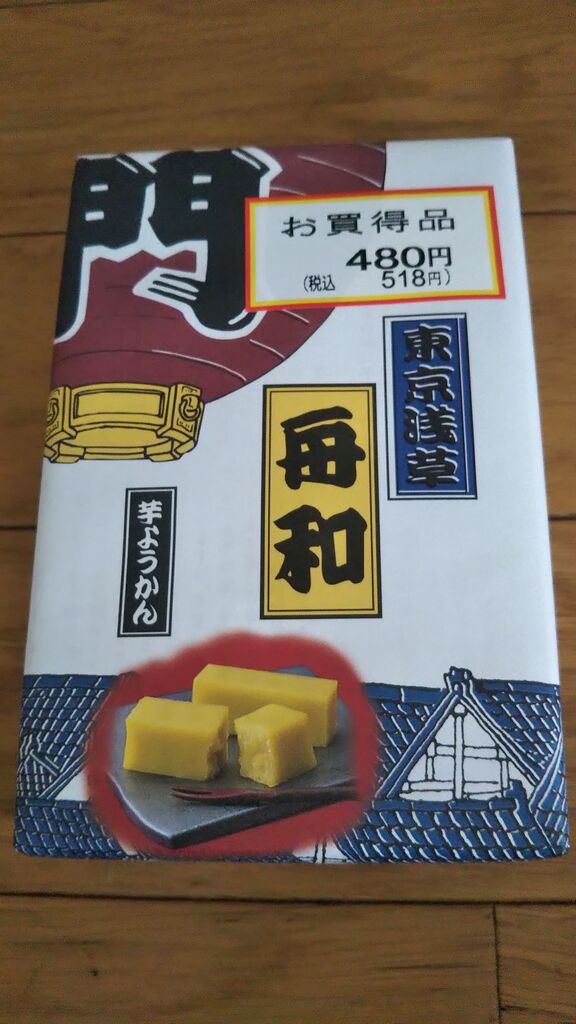 門
お買得品
480円
(税込 518円)
東京浅草
舟和
芋ようかん